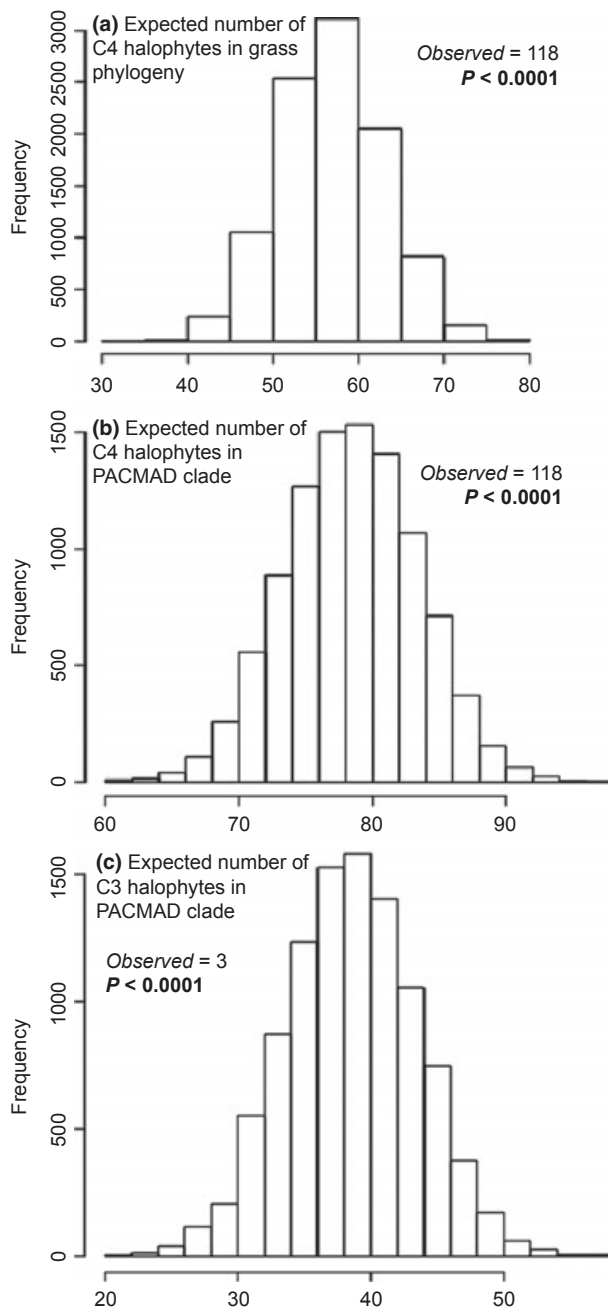 (a) Expected number of
C4 halophytes in grass
phylogeny
Observed = 118
P < 0.0001
Frequency
3000
2500
2000
1500
1000
500
0
30 40 50 60 70 80
(b) Expected number of
C4 halophytes in
PACMAD clade
Observed = 118
P < 0.0001
Frequency
1500
1000
500
0
60 70 80 90
(c) Expected number of
C3 halophytes in
PACMAD clade
Observed = 3
P < 0.0001
Frequency
1500
1000
500
0
20 30 40 50